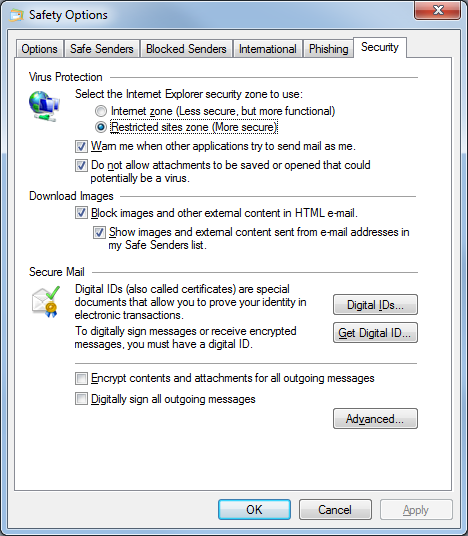 Safety Options
Options Safe Senders Blocked Senders International Phishing Security
Virus Protection
Select the Internet Explorer security zone to use:
Internet zone (Less secure, but more functional)
Restricted sites zone (More secure)
Warn me when other applications try to send mail as me.
Do not allow attachments to be saved or opened that could
potentially be a virus.
Download Images
Block images and other external content in HTML e-mail.
Show images and external content sent from e-mail addresses in
my Safe Senders list.
Secure Mail
Digital IDs (also called certificates) are special
documents that allow you to prove your identity in
electronic transactions.
Digital IDs...
To digitally sign messages or receive encrypted
messages, you must have a digital ID.
Get Digital ID...
Encrypt contents and attachments for all outgoing messages
Digitally sign all outgoing messages
Advanced...
OK Cancel Apply